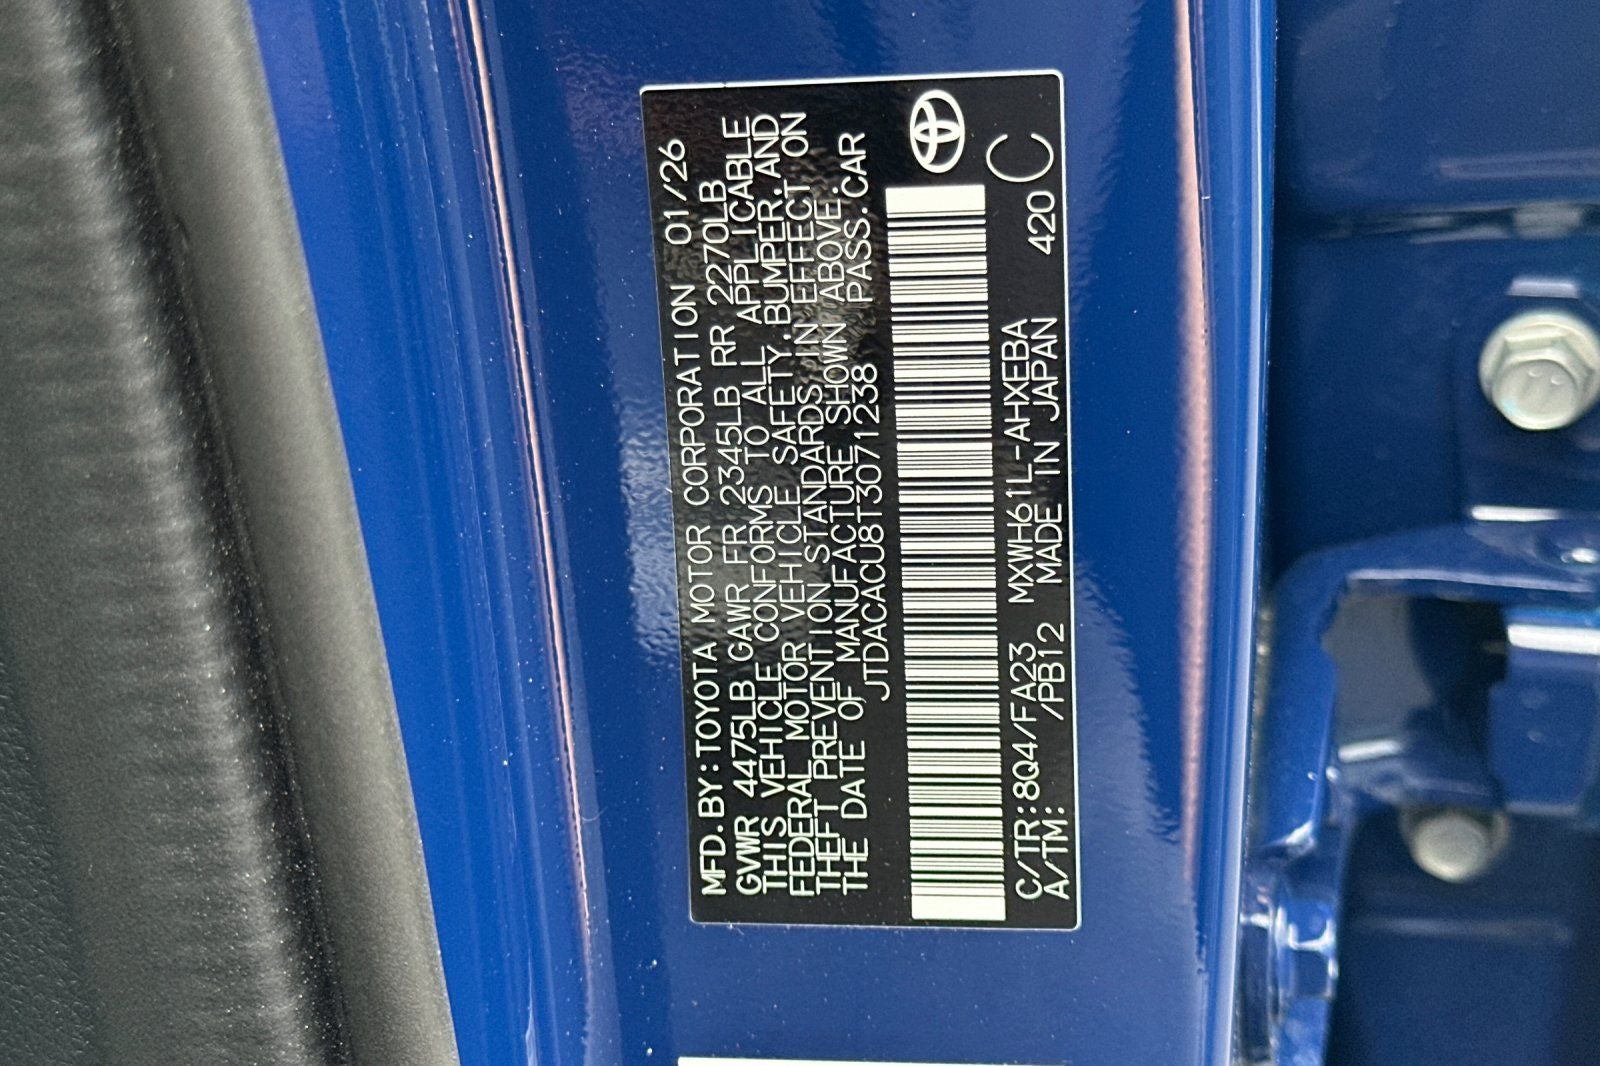 MFD.BY:TOYOTA MOTOR CORPORATION 01/26
GVWR 4475LB GAWR FR 2345LB RR 2270LB
THIS VEHICLE CONFORMS TO ALL APPLICABLE
FEDERAL MOTOR VEHICLE SAFETY,BUMPER,AND
THEFT PREVENTION STANDARDS IN EFFECT ON
THE DATE OF MANUFACTURE SHOWN ABOVE.
JTDACACU8T3071238 PASS.CAR
C/TR:8Q4/FA23 MXWH61L-AHXEBA 420
A/TM: /PB12 MADE IN JAPAN C